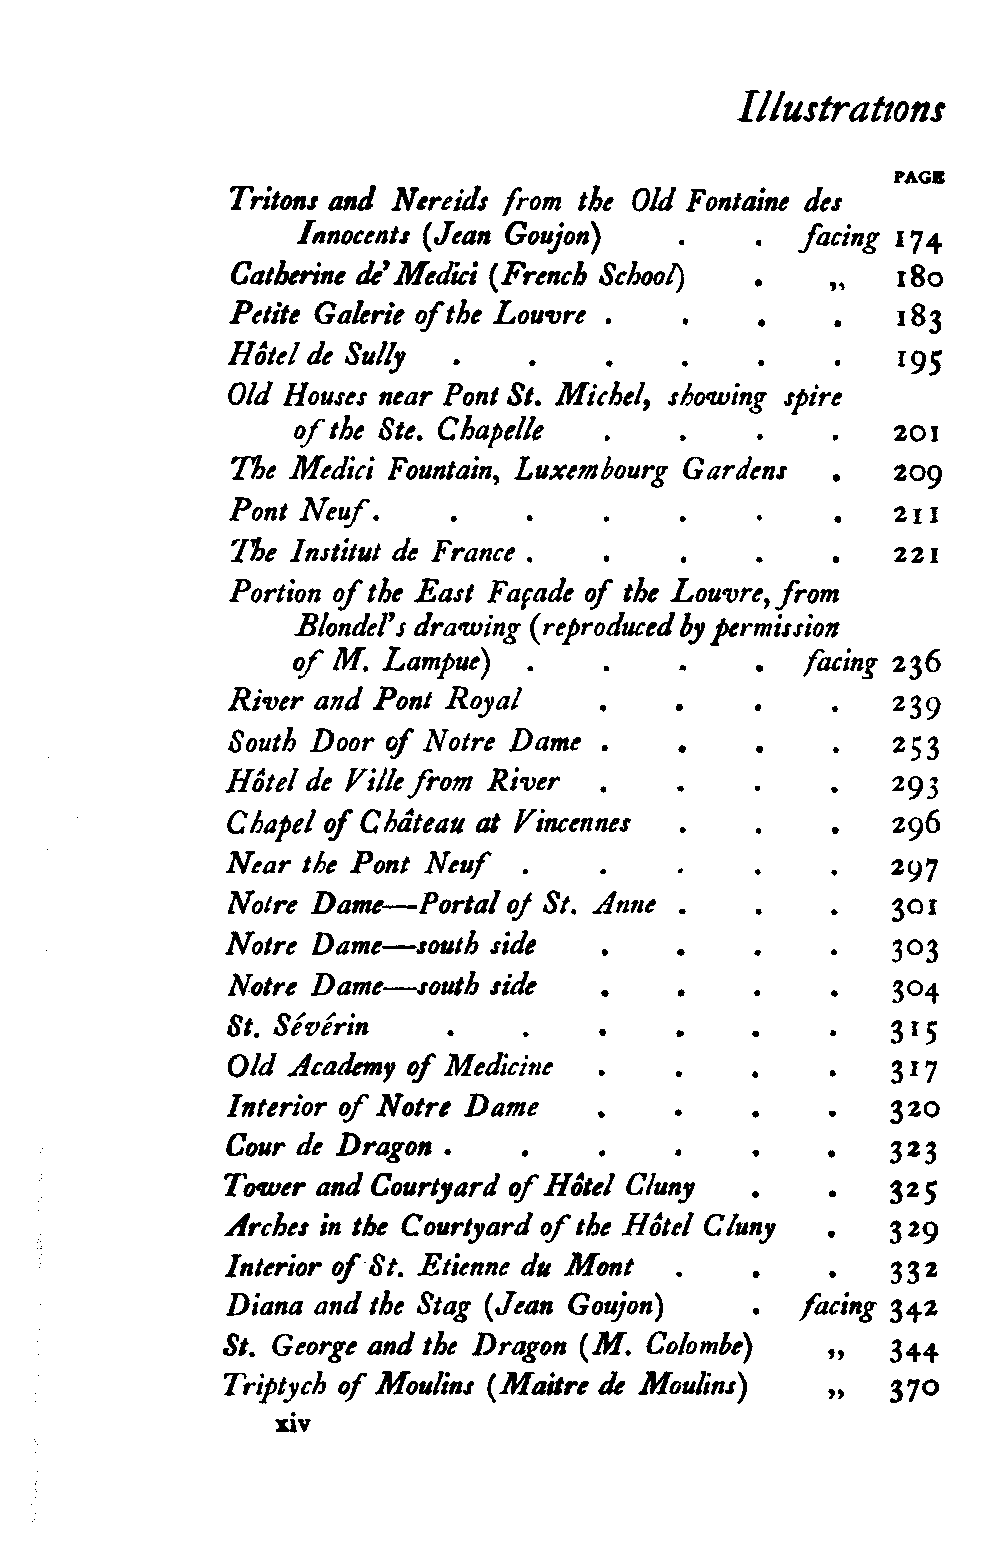 Illustrations
PAGE
Tritons and Nereids from the Old Fontaine des
Innocents (Jean Goujon) . . facing 174
Catherine de' Medici (French School) . ,, 180
Petite Galerie of the Louvre . . . . 183
Hôtel de Sully . . . . . . 195
Old Houses near Pont St. Michel, showing spire
of the Ste. Chapelle . . . . 201
The Medici Fountain, Luxembourg Gardens . 209
Pont Neuf . . . . . . . 211
The Institut de France . . . . . 221
Portion of the East Façade of the Louvre, from
Blondel's drawing (reproduced by permission
of M. Lampue) . . . . facing 236
River and Pont Royal . . . . 239
South Door of Notre Dame . . . . 253
Hôtel de Ville from River . . . . 293
Chapel of Château at Vincennes . . . 296
Near the Pont Neuf . . . . . 297
Notre Dame—Portal of St. Anne . . . 301
Notre Dame—south side . . . . 303
Notre Dame—south side . . . . 304
St. Sévérin . . . . . . 315
Old Academy of Medicine . . . . 317
Interior of Notre Dame . . . . 320
Cour de Dragon . . . . . . 323
Tower and Courtyard of Hôtel Cluny . . 325
Arches in the Courtyard of the Hôtel Cluny . 329
Interior of St. Etienne du Mont . . . 332
Diana and the Stag (Jean Goujon) . facing 342
St. George and the Dragon (M. Colombe) ,, 344
Triptych of Moulins (Maitre de Moulins) ,, 370
xiv